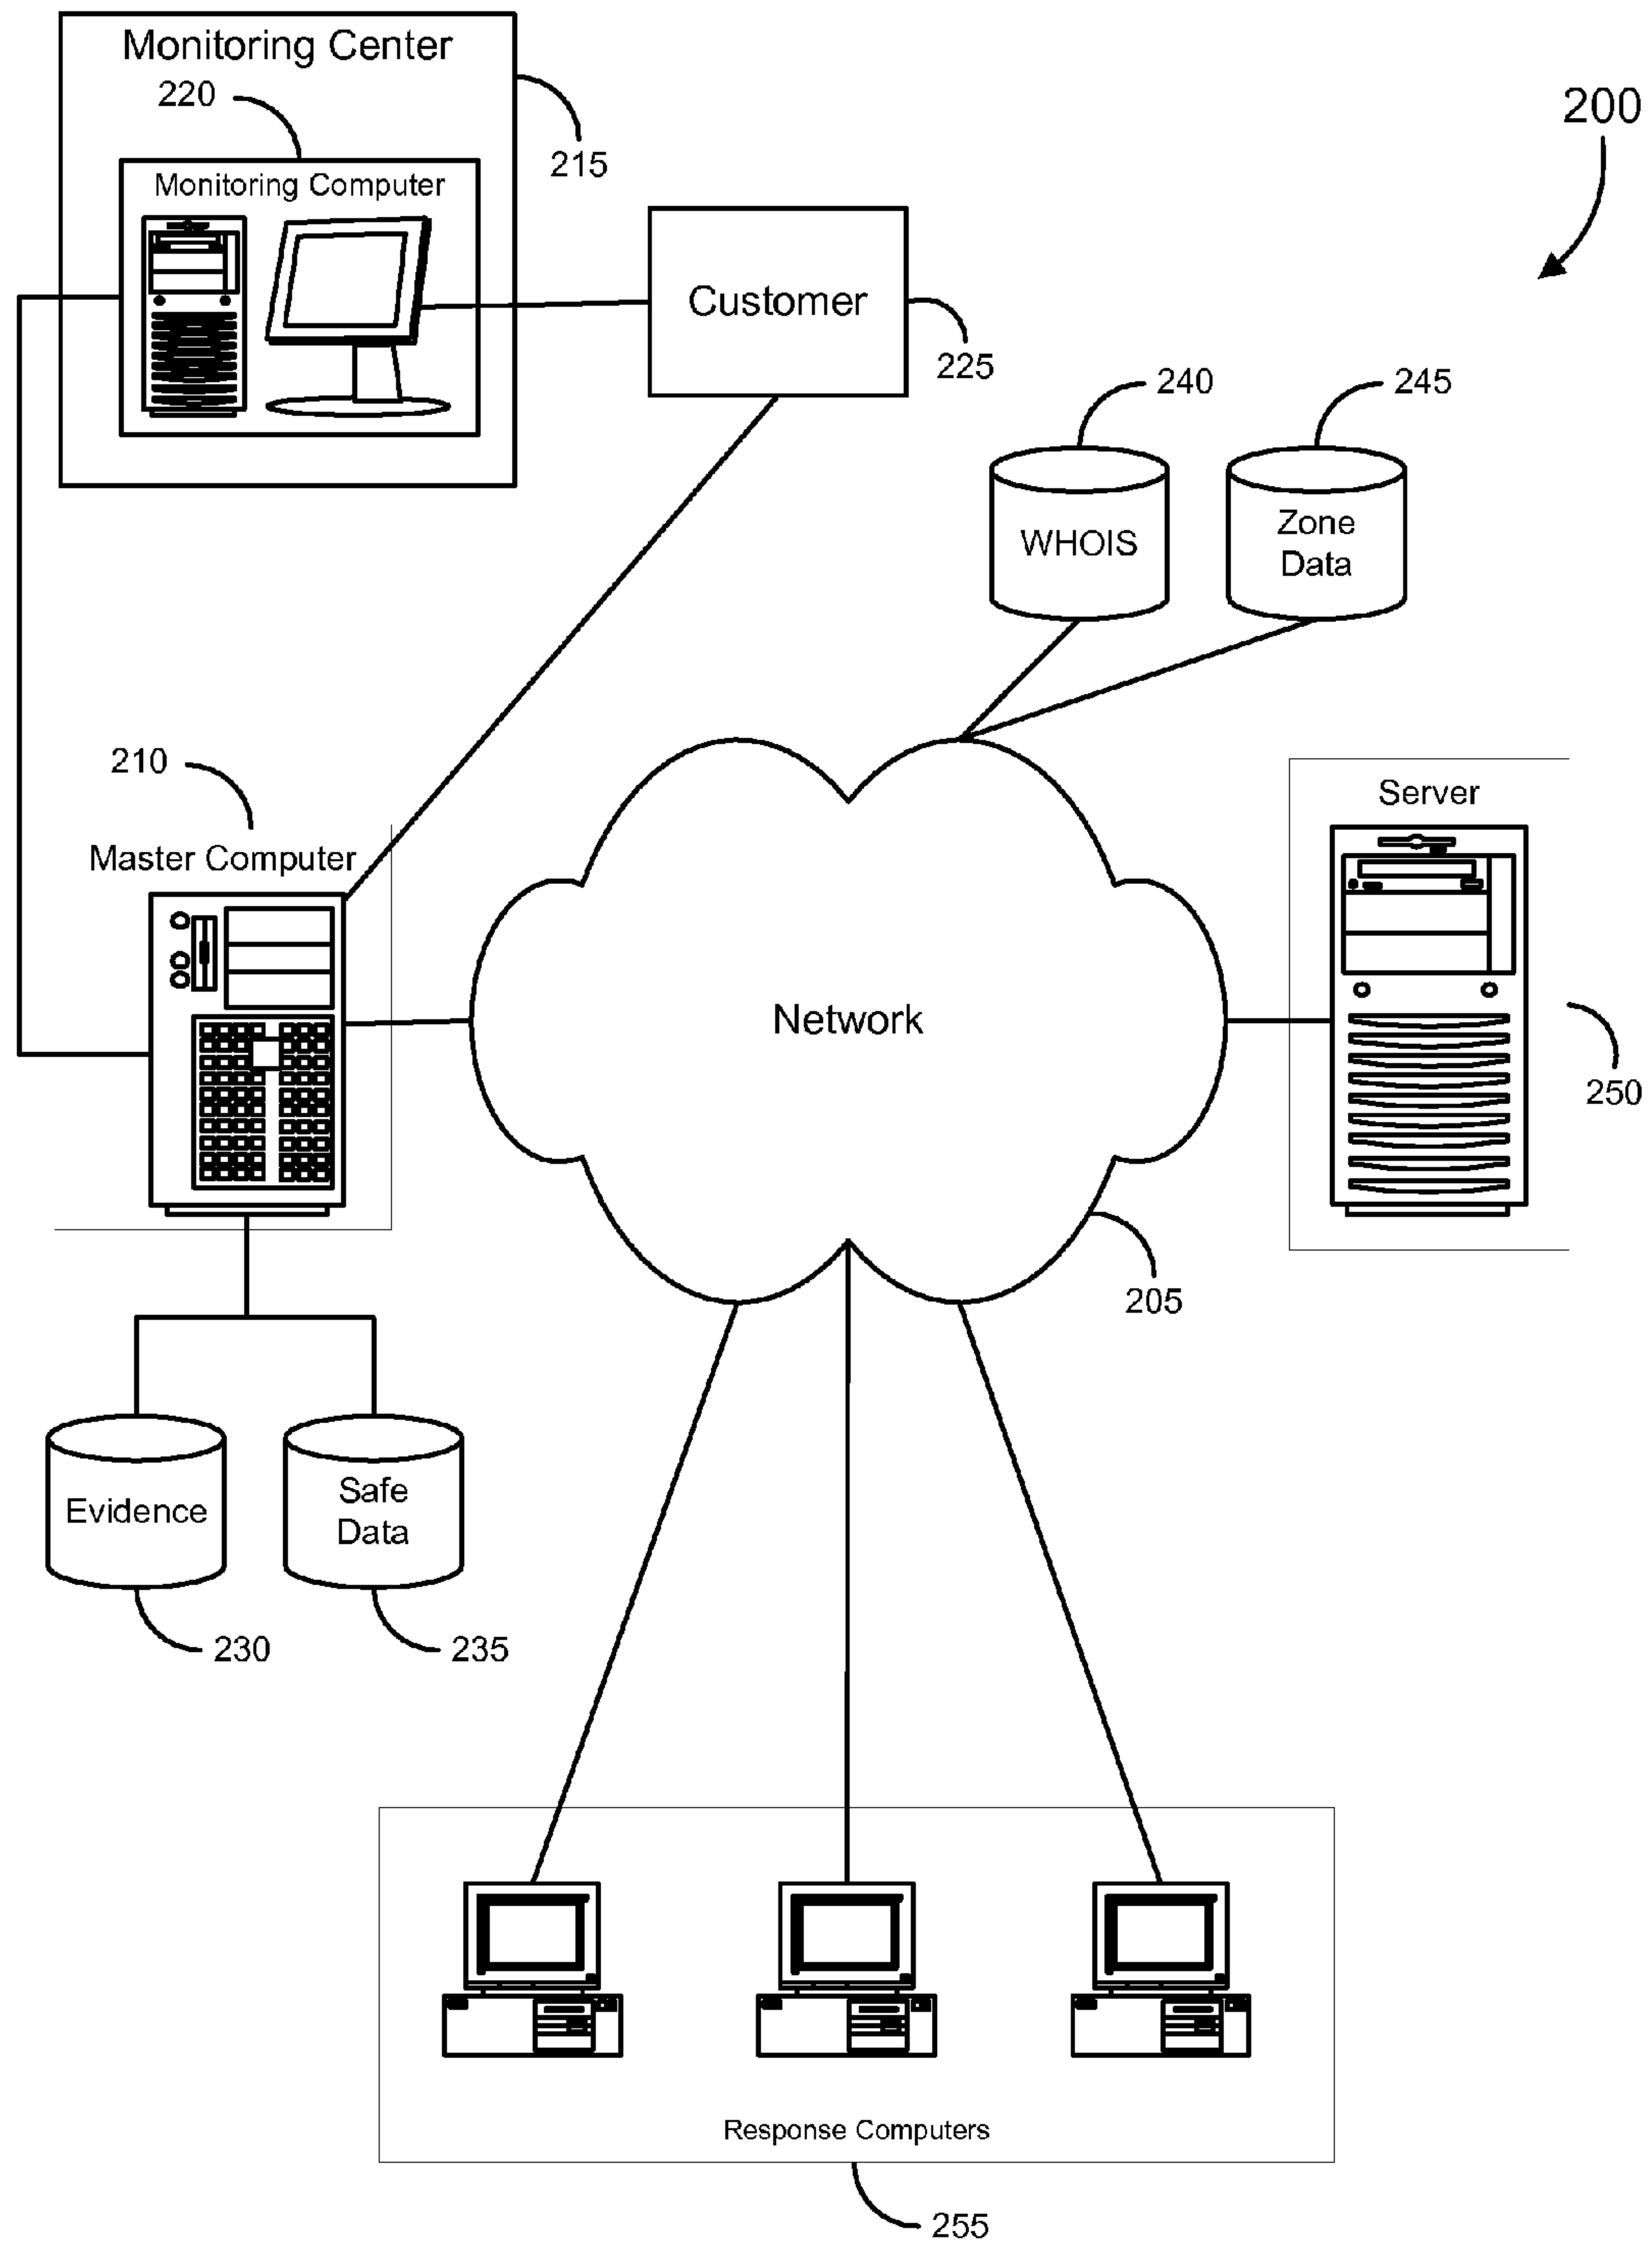 Monitoring Center
220
215
200
Monitoring Computer
Customer
225
240
245
WHOIS
Zone
Data
210
Master Computer
Server
Network
250
205
Evidence
Safe
Data
230
235
Response Computers
255